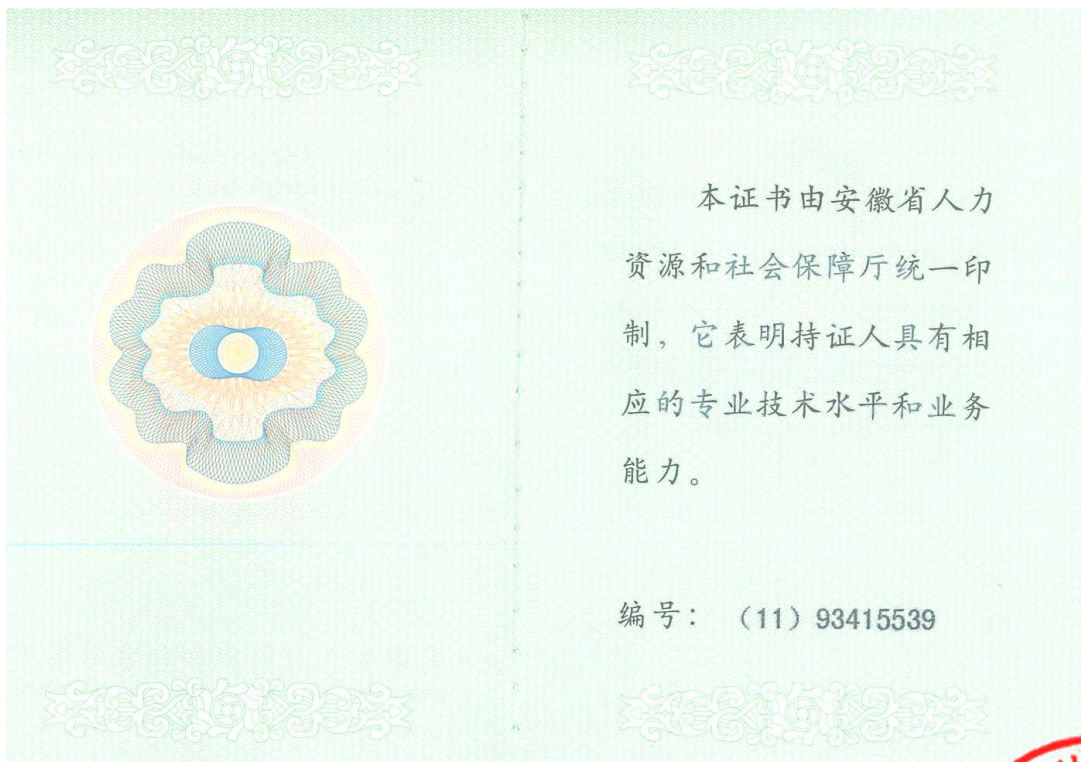 本证书由安徽省人力
资源和社会保障厅统一印
制，它表明持证人具有相
应的专业技术水平和业务
能力。
编号：（11）93415539